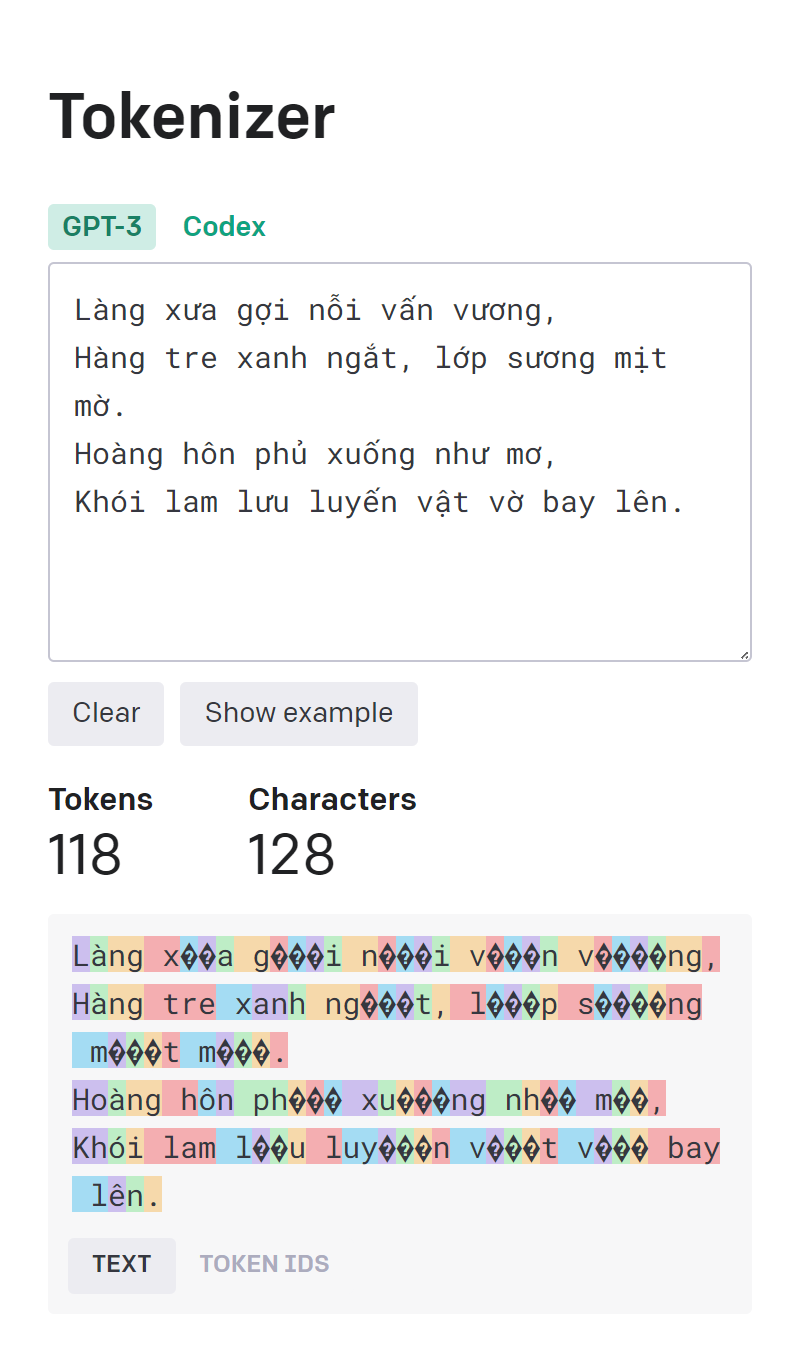 Tokenizer
GPT-3 Codex
Làng xưa gợi nỗi vấn vương,
Hàng tre xanh ngắt, lớp sương mịt
mờ.
Hoàng hôn phủ xuống như mơ,
Khói lam lưu luyến vật vờ bay lên.
Clear Show example
Tokens Characters
118 128
Làng x��a g���i n���i v���n v����ng,
Hàng tre xanh ng���t, l���p s����ng
m���t m���.
Hoàng hôn ph��� xu���ng nh�� m��,
Khói lam l��u luy���n v���t v��� bay
lên.
TEXT TOKEN IDS